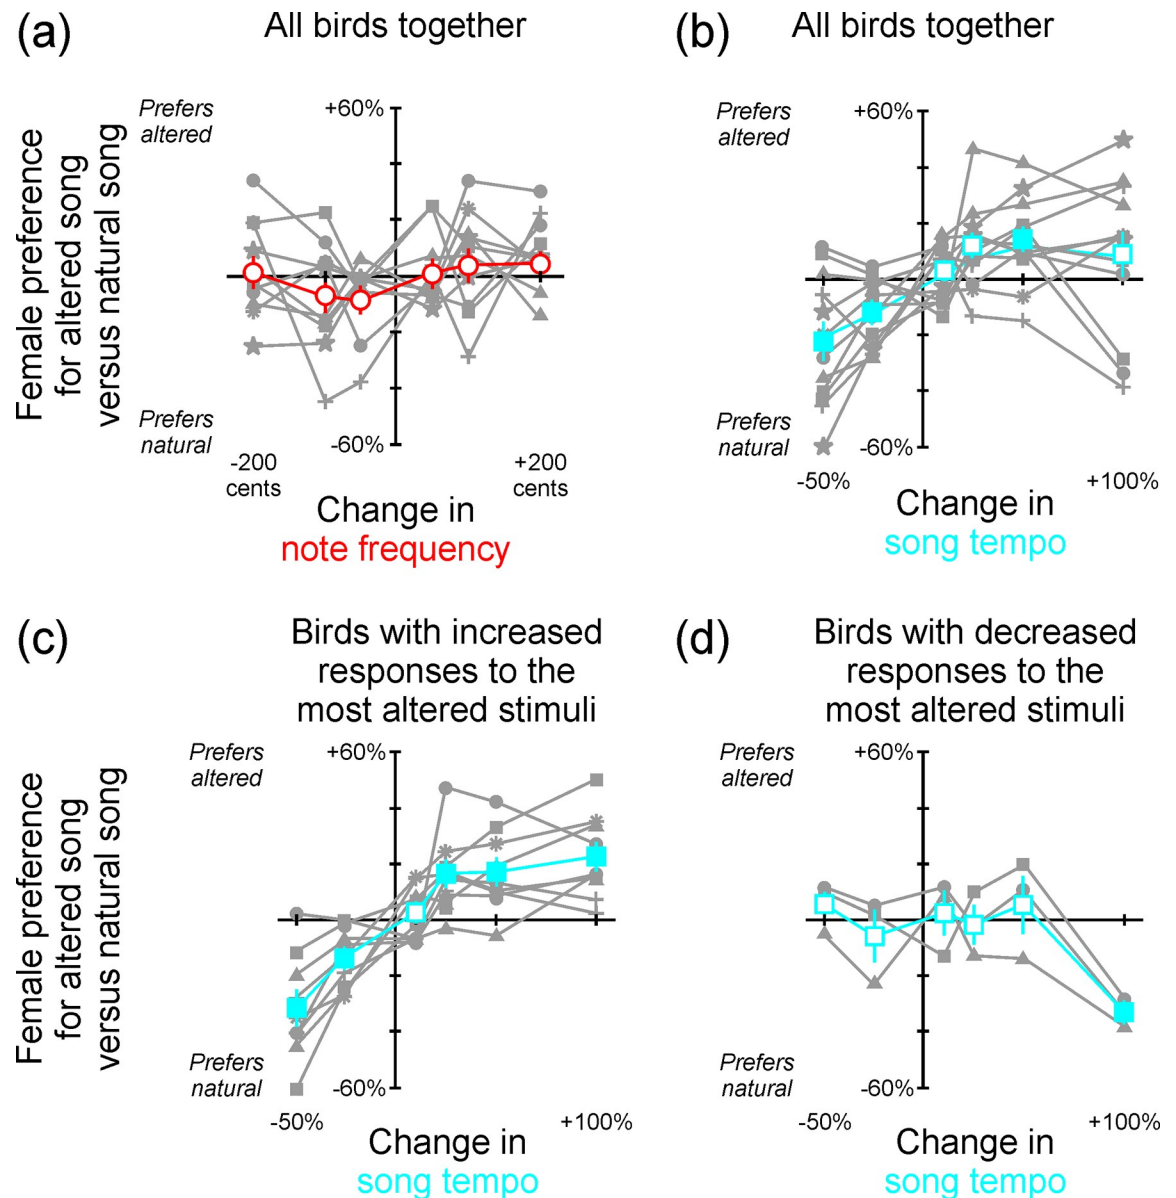 (a)
All birds together
Female preference
for altered song
versus natural song
Prefers
altered
+60%
Prefers
natural
-60%
-200
cents
+200
cents
Change in
note frequency
(b)
All birds together
Prefers
altered
+60%
Prefers
natural
-60%
-50%
+100%
Change in
song tempo
(c)
Birds with increased
responses to the
most altered stimuli
Female preference
for altered song
versus natural song
Prefers
altered
+60%
Prefers
natural
-60%
-50%
+100%
Change in
song tempo
(d)
Birds with decreased
responses to the
most altered stimuli
Prefers
altered
+60%
Prefers
natural
-60%
-50%
+100%
Change in
song tempo